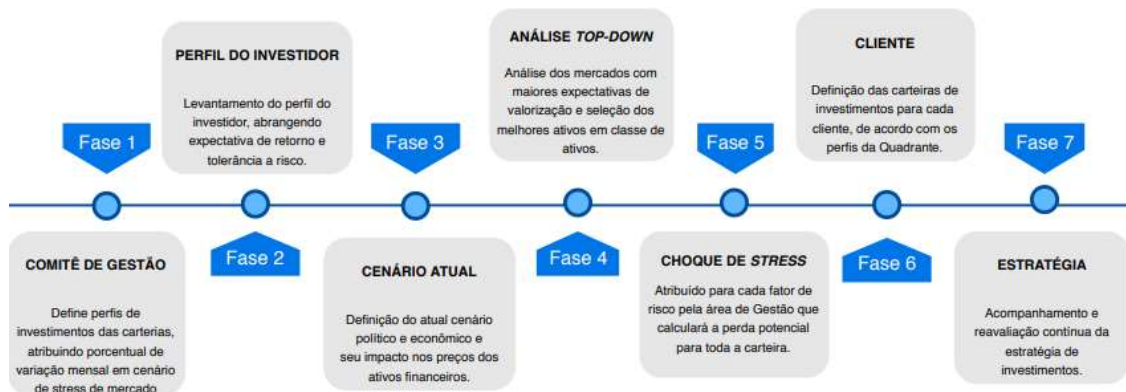 PERFIL DO INVESTIDOR
Levantamento do perfil do
investidor, abrangendo
expectativa de retorno e
tolerância a risco.
ANÁLISE TOP-DOWN
Análise dos mercados com
maiores expectativas de
valorização e seleção dos
melhores ativos em classe de
ativos.
CLIENTE
Definição das carteiras de
investimentos para cada
cliente, de acordo com os
perfis da Quadrante.
Fase 1
Fase 3
Fase 5
Fase 7
Fase 2
Fase 4
Fase 6
COMITÊ DE GESTÃO
Define perfis de
investimentos das carterias,
atribuindo porcentual de
variação mensal em cenário
de stress de mercado
CENÁRIO ATUAL
Definição do atual cenário
político e econômico e
seu impacto nos preços dos
ativos financeiros.
CHOQUE DE STRESS
Atribuído para cada fator de
risco pela área de Gestão que
calculará a perda potencial
para toda a carteira.
ESTRATÉGIA
Acompanhamento e
reavaliação contínua da
estratégia de
investimentos.